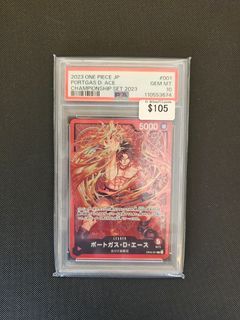 2023 ONE PIECE JP
#001
PORTGAS D. ACE
GEM MT
CHAMPIONSHIP SET 2023
10
PSA
110553674
$105
5000
LEADER
ポートガス・D・エース